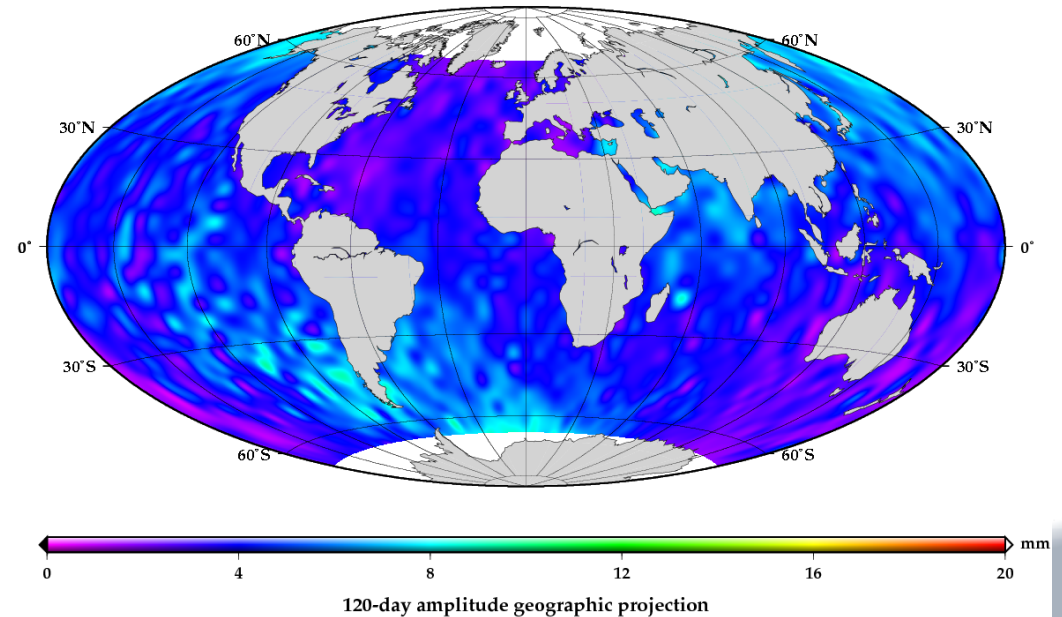 60˚N 60˚N
30˚N 30˚N
0˚ 0˚
30˚S 30˚S
60˚S 60˚S
mm
0 4 8 12 16 20
120-day amplitude geographic projection